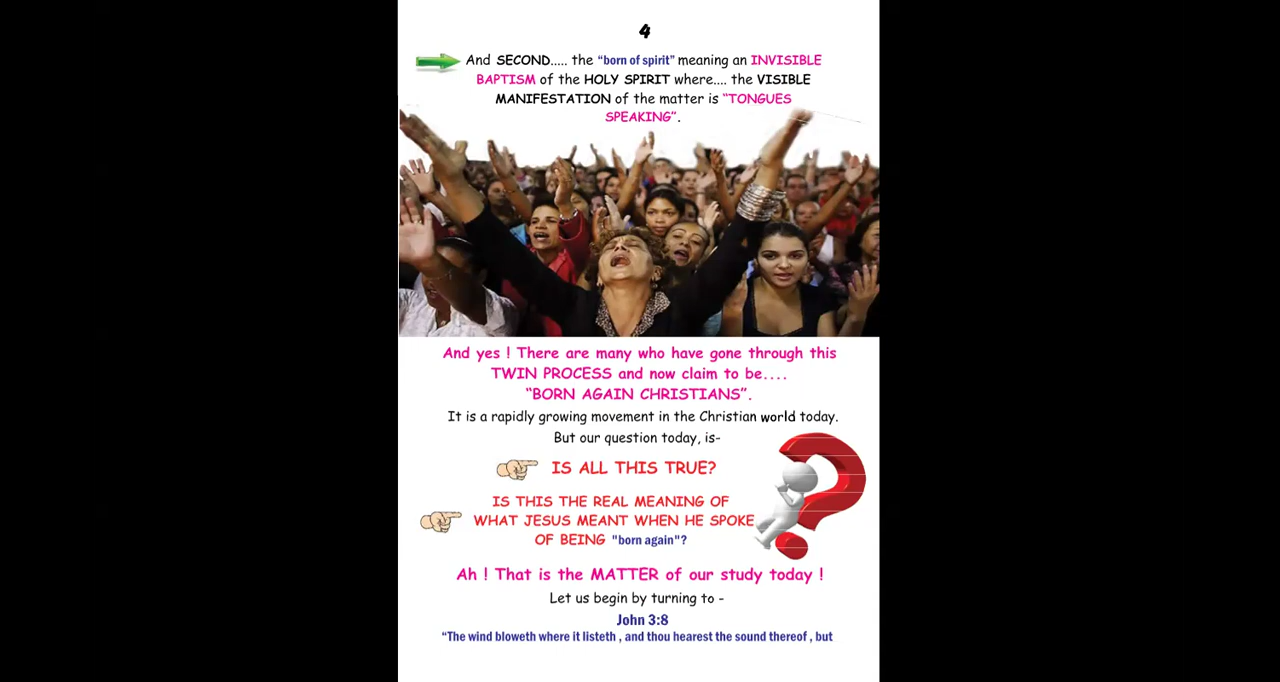 4
And SECOND..... the “born of spirit” meaning an INVISIBLE
BAPTISM of the HOLY SPIRIT where.... the VISIBLE
MANIFESTATION of the matter is “TONGUES
SPEAKING”.
And yes ! There are many who have gone through this
TWIN PROCESS and now claim to be....
“BORN AGAIN CHRISTIANS”.
It is a rapidly growing movement in the Christian world today.
But our question today, is-
IS ALL THIS TRUE?
IS THIS THE REAL MEANING OF
WHAT JESUS MEANT WHEN HE SPOKE
OF BEING "born again"?
Ah ! That is the MATTER of our study today !
Let us begin by turning to -
John 3:8
“The wind bloweth where it listeth , and thou hearest the sound thereof , but